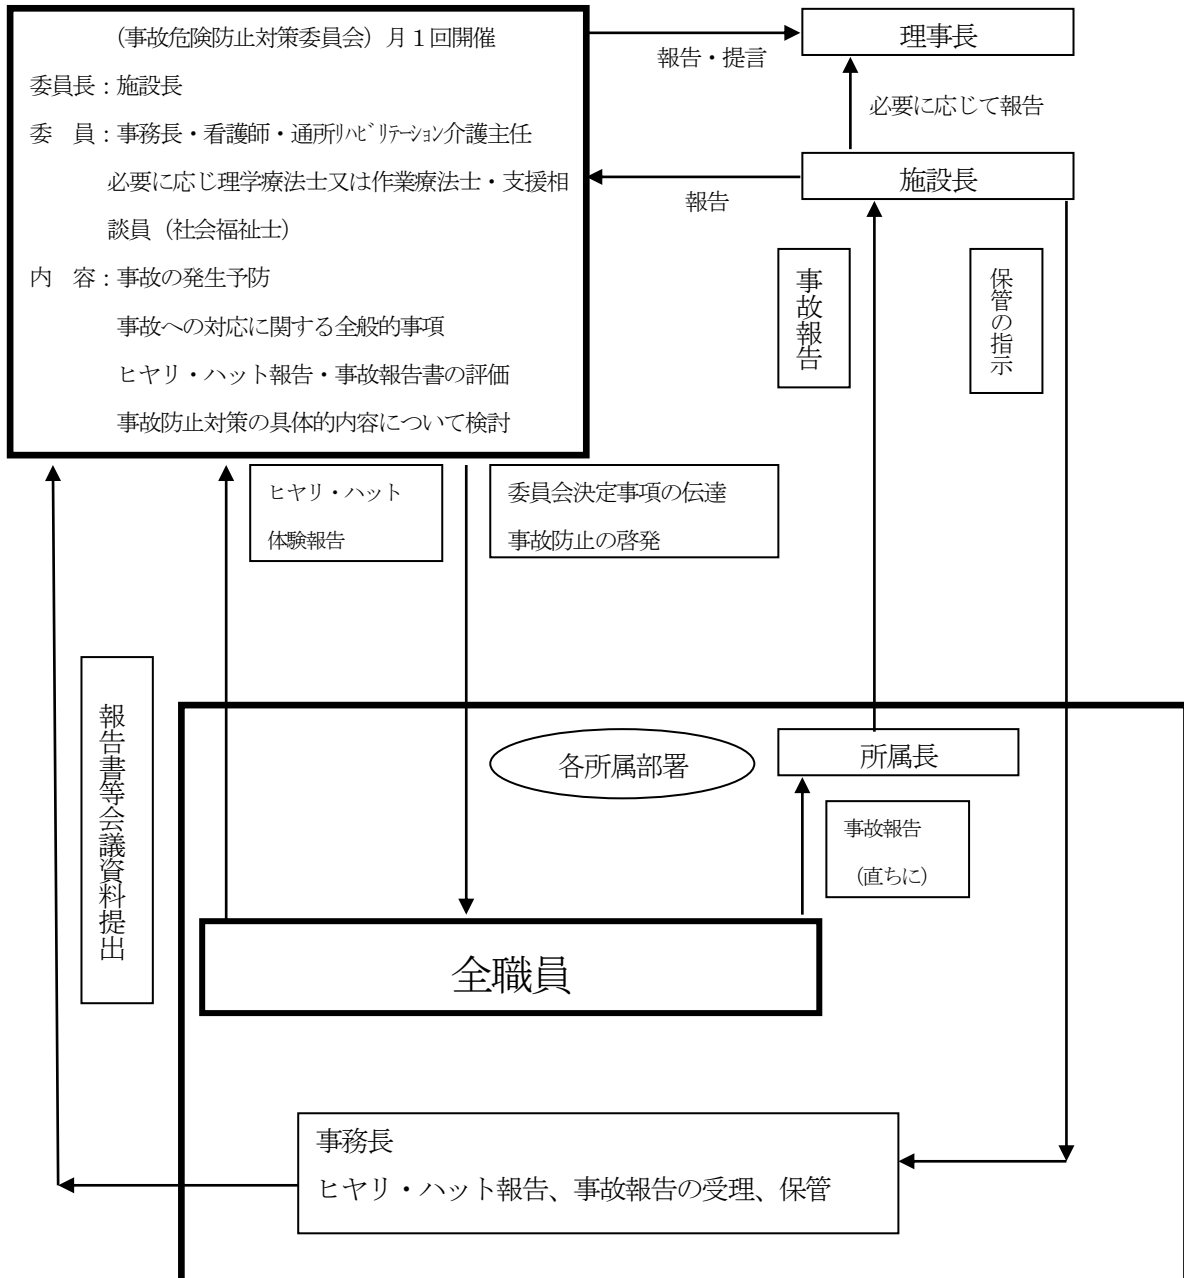 （事故危険防止対策委員会）月１回開催
委員長：施設長
委　員：事務長・看護師・通所ﾘﾊﾋﾞﾘﾃｰｼｮﾝ介護主任
必要に応じ理学療法士又は作業療法士・支援相
談員（社会福祉士）
内　容：事故の発生予防
事故への対応に関する全般的事項
ヒヤリ・ハット報告・事故報告書の評価
事故防止対策の具体的内容について検討
報告・提言
理事長
必要に応じて報告
施設長
報告
事故報告
保管の指示
ヒヤリ・ハット
体験報告
委員会決定事項の伝達
事故防止の啓発
報告書等会議資料提出
各所属部署
所属長
事故報告
（直ちに）
全職員
事務長
ヒヤリ・ハット報告、事故報告の受理、保管